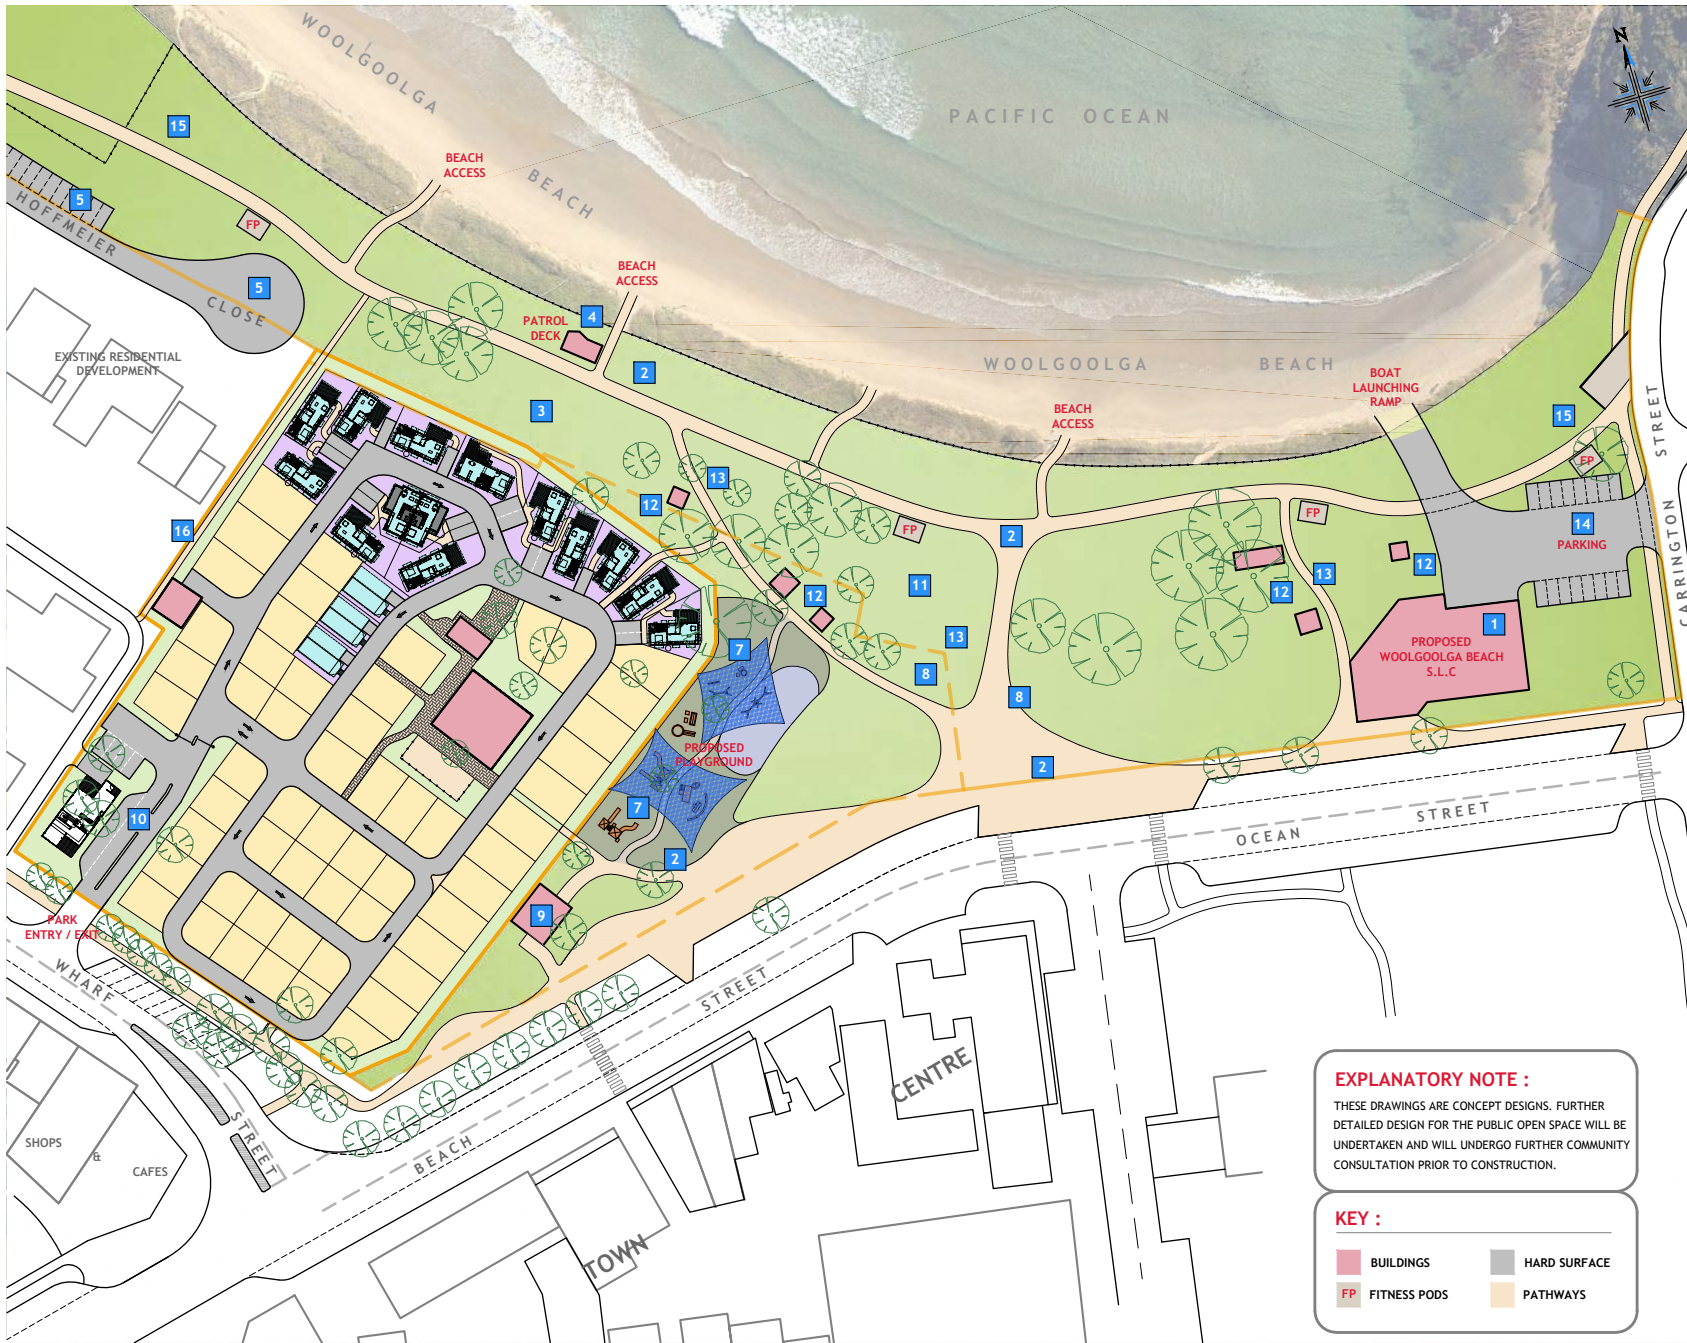 WOOLGOOLGA
BEACH
PACIFIC OCEAN
N
15
BEACH
ACCESS
5
HOFFMEIER
CLOSE
FP
5
BEACH
ACCESS
4
PATROL
DECK
2
3
WOOLGOOLGA BEACH
BOAT
LAUNCHING
RAMP
BEACH
ACCESS
15
CARRINGTON STREET
EXISTING RESIDENTIAL
DEVELOPMENT
FP
13
12
16
FP
2
FP
14
PARKING
11
12
12
13
12
13
8
8
7
1
PROPOSED
WOOLGOOLGA BEACH
S.L.C
PROPOSED
PLAYGROUND
2
7
10
2
9
OCEAN STREET
PARK
ENTRY / EXIT
WHARF
STREET
BEACH STREET
TOWN
CENTRE
SHOPS
&
CAFES
EXPLANATORY NOTE :
THESE DRAWINGS ARE CONCEPT DESIGNS. FURTHER
DETAILED DESIGN FOR THE PUBLIC OPEN SPACE WILL BE
UNDERTAKEN AND WILL UNDERGO FURTHER COMMUNITY
CONSULTATION PRIOR TO CONSTRUCTION.
KEY :
BUILDINGS
HARD SURFACE
FP FITNESS PODS
PATHWAYS